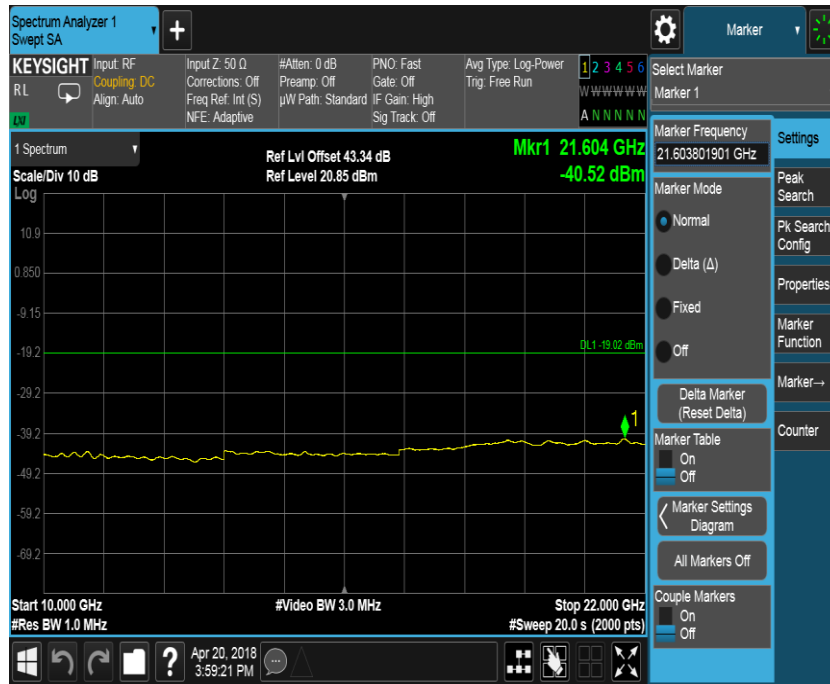 Spectrum Analyzer 1
Swept SA
+
Marker
KEYSIGHT
RL
LXI
Input: RF
Coupling: DC
Align: Auto
Input Z: 50 Ω
Corrections: Off
Freq Ref: Int (S)
NFE: Adaptive
#Atten: 0 dB
Preamp: Off
µW Path: Standard
PNO: Fast
Gate: Off
IF Gain: High
Sig Track: Off
Avg Type: Log-Power
Trig: Free Run
1 2 3 4 5 6
W W W W W W
A N N N N N
Select Marker
Marker 1
1 Spectrum
Scale/Div 10 dB
Log
Ref Lvl Offset 43.34 dB
Ref Level 20.85 dBm
Mkr1 21.604 GHz
-40.52 dBm
10.9
0.850
-9.15
-19.2
-29.2
-39.2
-49.2
-59.2
-69.2
DL1 -19.02 dBm
1
Start 10.000 GHz
#Res BW 1.0 MHz
#Video BW 3.0 MHz
Stop 22.000 GHz
#Sweep 20.0 s (2000 pts)
Marker Frequency
21.603801901 GHz
Marker Mode
Normal
Delta (Δ)
Fixed
Off
Delta Marker
(Reset Delta)
Marker Table
On
Off
Marker Settings
Diagram
All Markers Off
Couple Markers
On
Off
Settings
Peak
Search
Pk Search
Config
Properties
Marker
Function
Marker→
Counter
?
Apr 20, 2018
3:59:21 PM